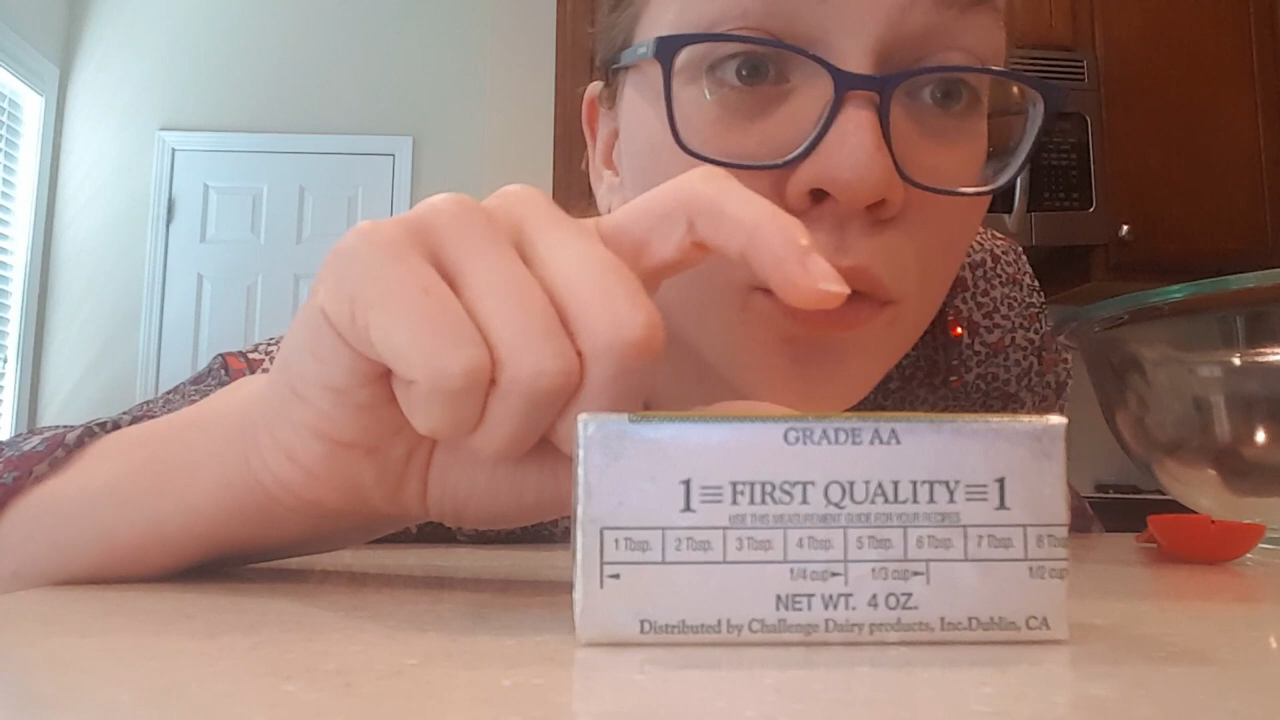 GRADE AA
1≡FIRST QUALITY≡1
USE THIS MEASUREMENT GUIDE FOR YOUR RECIPES
1 Tbsp. 2 Tbsp. 3 Tbsp. 4 Tbsp. 5 Tbsp. 6 Tbsp. 7 Tbsp. 8 Tbs
1/4 cup 1/3 cup 1/2 cup
NET WT. 4 OZ.
Distributed by Challenge Dairy products, Inc.Dublin, CA